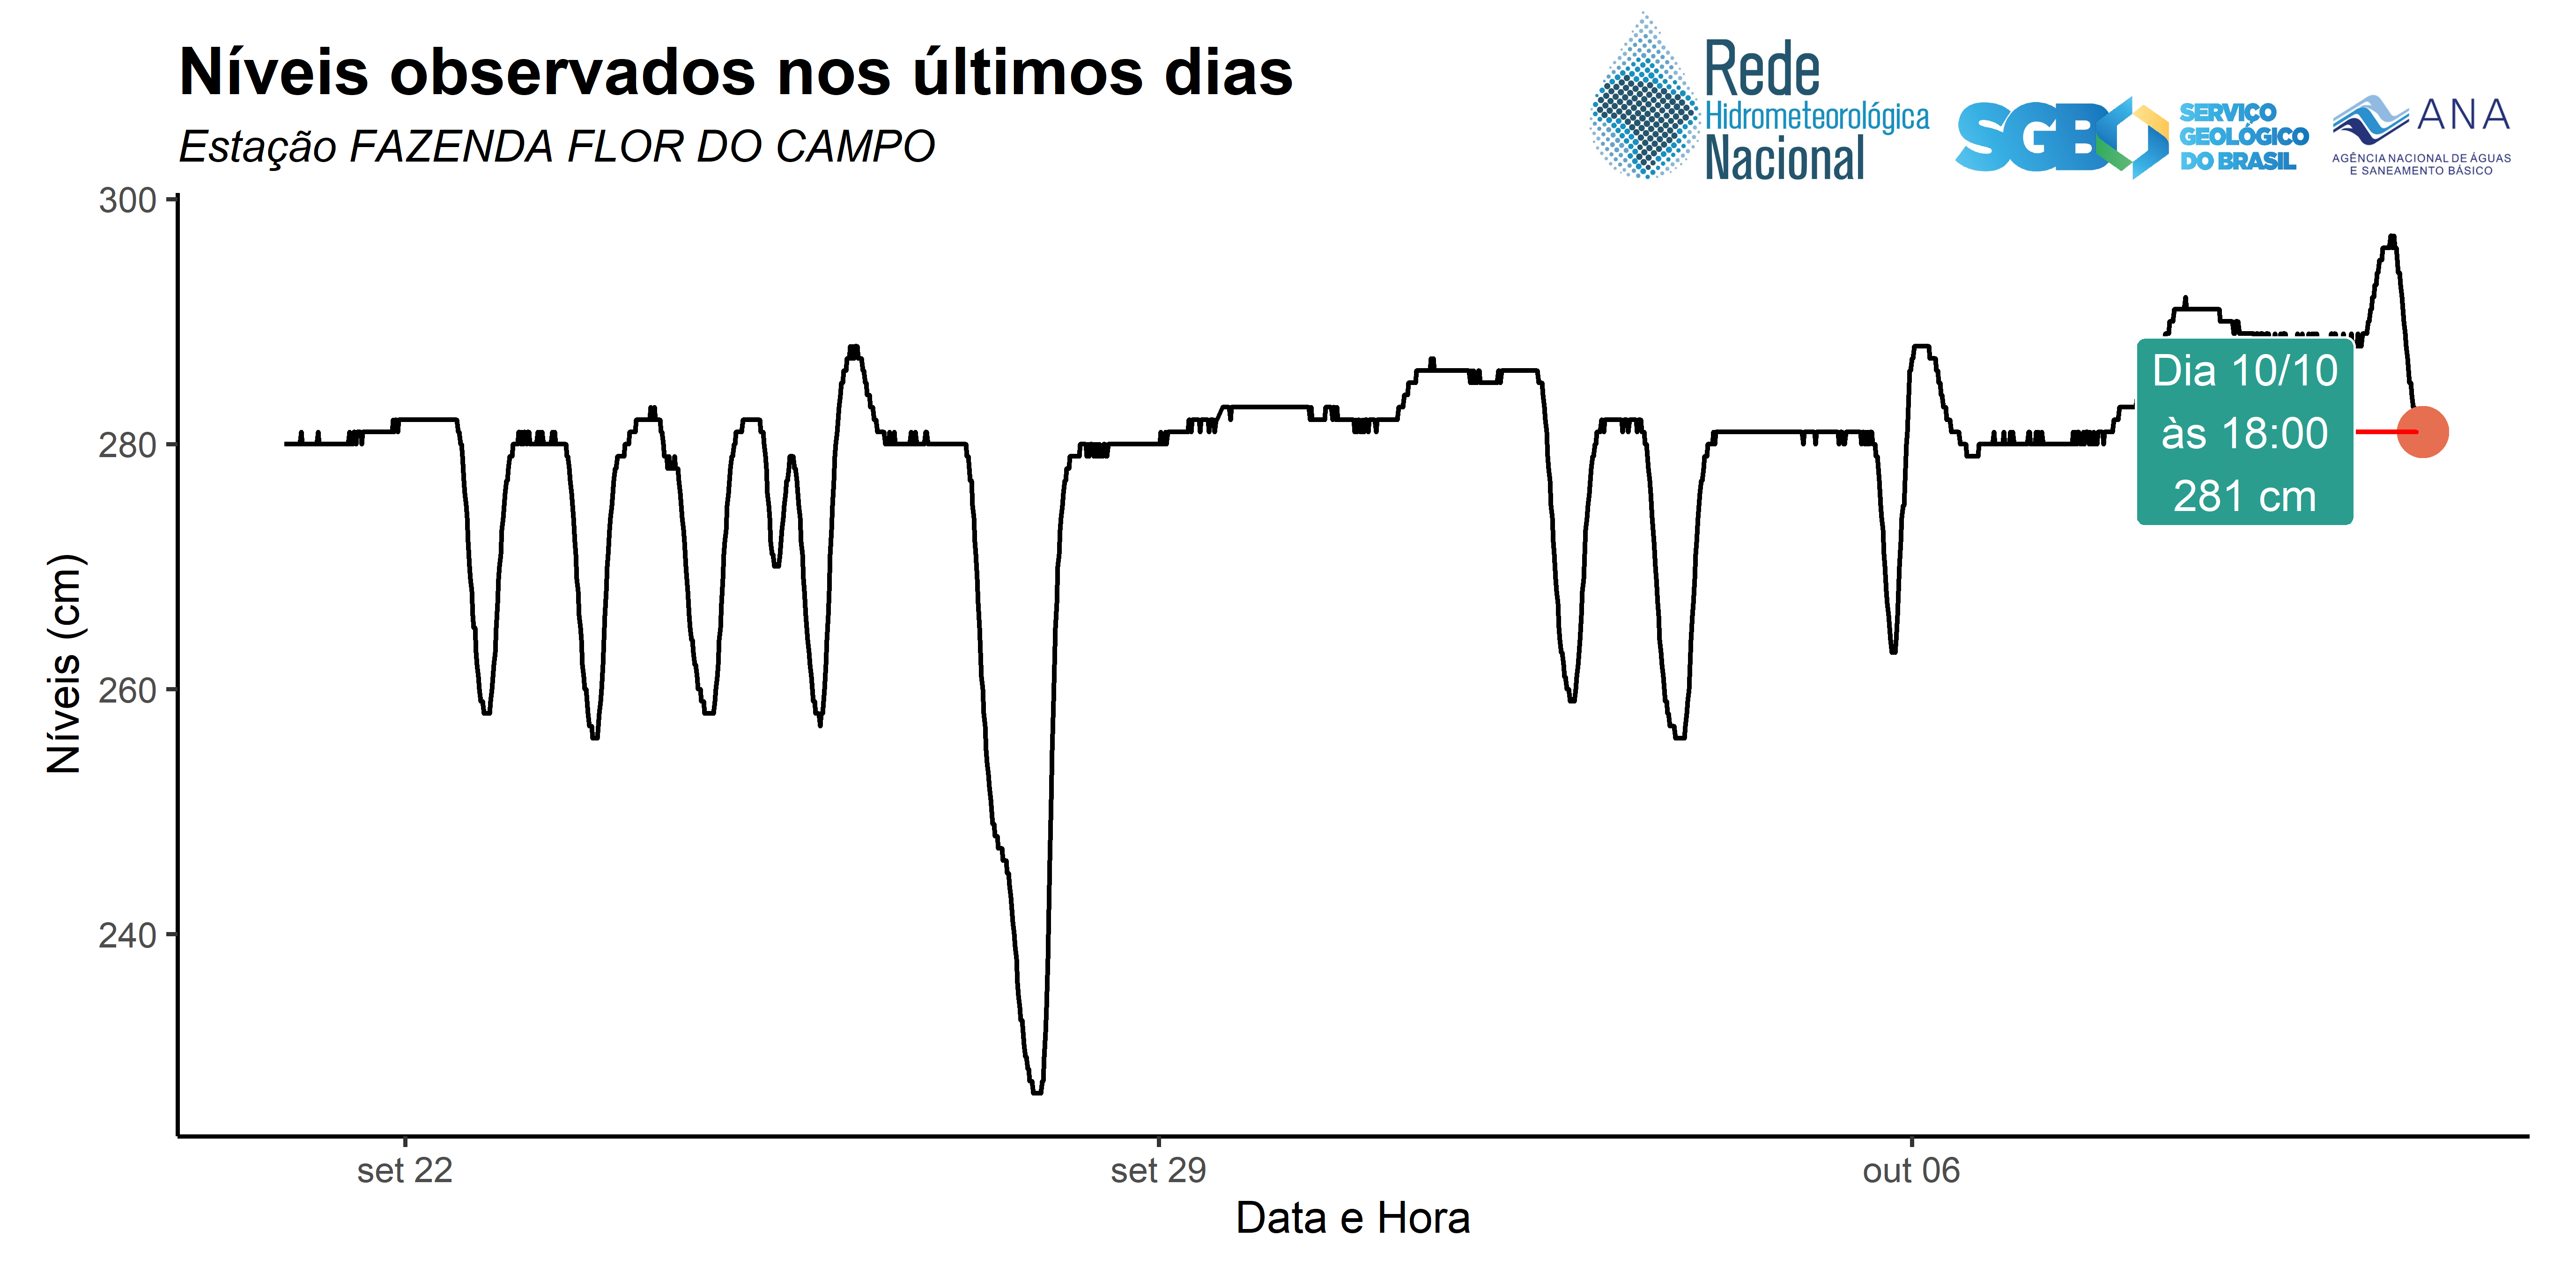 Níveis observados nos últimos dias
Estação FAZENDA FLOR DO CAMPO
Rede
Hidrometeorológica
Nacional
SGB
SERVIÇO
GEOLÓGICO
DO BRASIL
ANA
AGÊNCIA NACIONAL DE ÁGUAS
E SANEAMENTO BÁSICO
300
280
260
240
Níveis (cm)
Dia 10/10
às 18:00
281 cm
set 22
set 29
out 06
Data e Hora